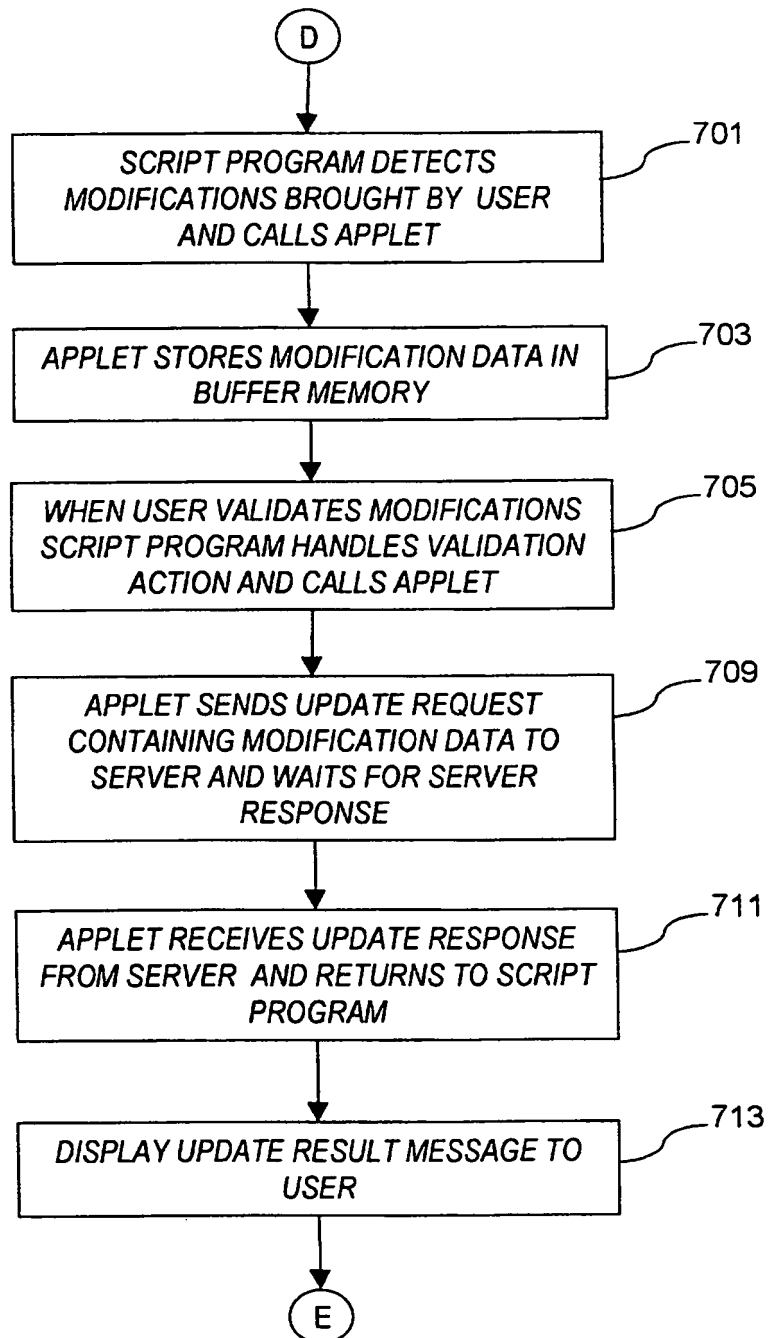 D
701
SCRIPT PROGRAM DETECTS
MODIFICATIONS BROUGHT BY USER
AND CALLS APPLET
703
APPLET STORES MODIFICATION DATA IN
BUFFER MEMORY
705
WHEN USER VALIDATES MODIFICATIONS
SCRIPT PROGRAM HANDLES VALIDATION
ACTION AND CALLS APPLET
709
APPLET SENDS UPDATE REQUEST
CONTAINING MODIFICATION DATA TO
SERVER AND WAITS FOR SERVER
RESPONSE
711
APPLET RECEIVES UPDATE RESPONSE
FROM SERVER AND RETURNS TO SCRIPT
PROGRAM
713
DISPLAY UPDATE RESULT MESSAGE TO
USER
E